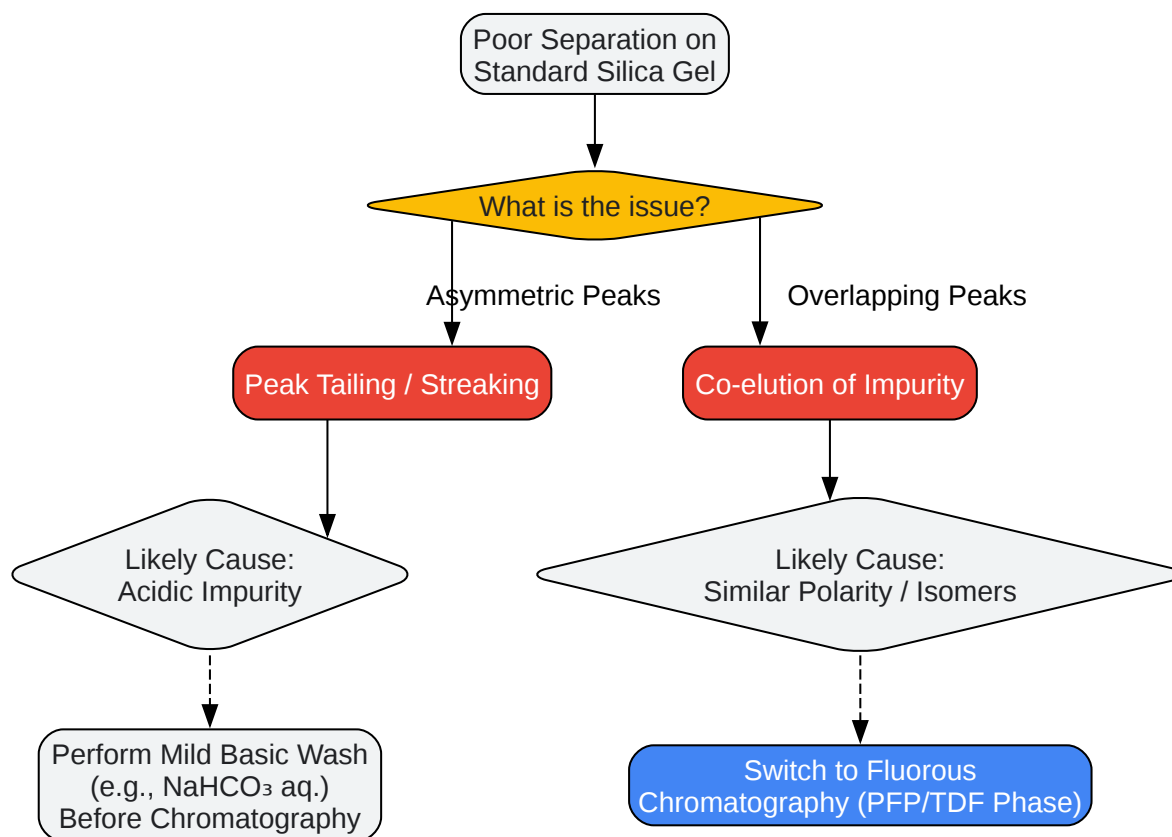 Poor Separation on
Standard Silica Gel
What is the issue?
Asymmetric Peaks
Overlapping Peaks
Peak Tailing / Streaking
Co-elution of Impurity
Likely Cause:
Acidic Impurity
Likely Cause:
Similar Polarity / Isomers
Perform Mild Basic Wash
(e.g., NaHCO₃ aq.)
Before Chromatography
Switch to Fluorous
Chromatography (PFP/TDF Phase)